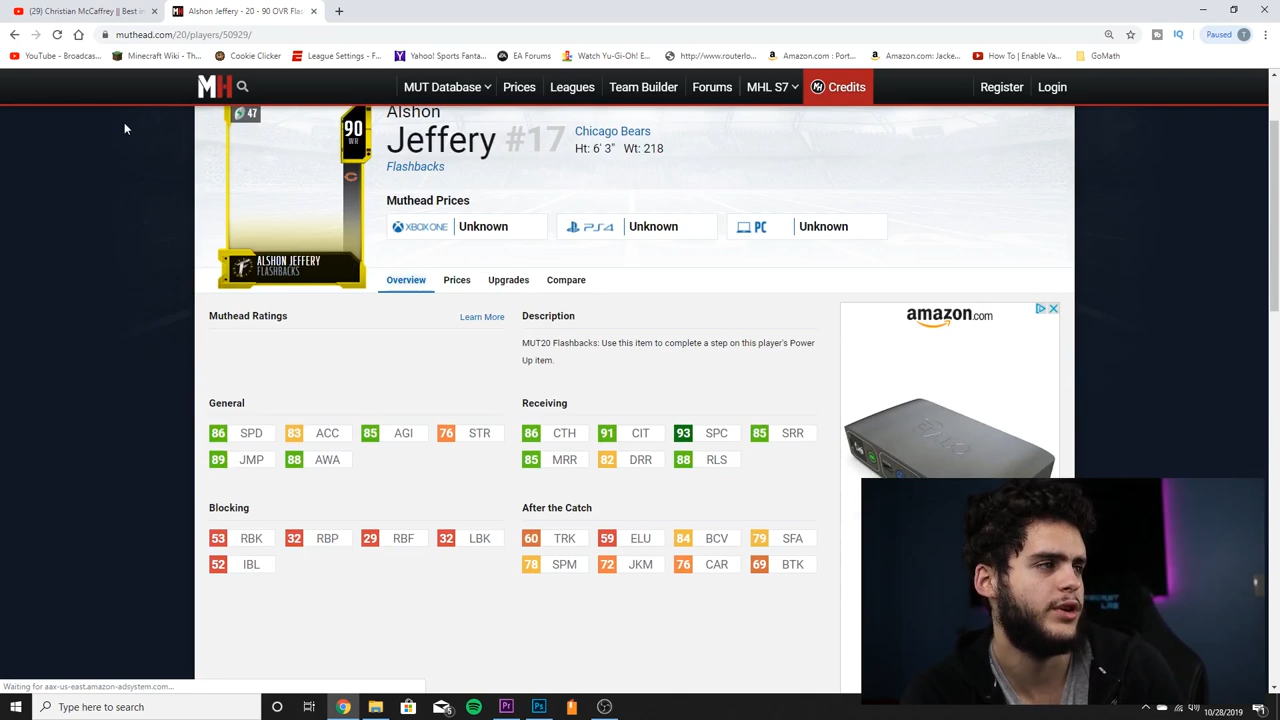 (29) Christian McCaffrey || Best in
Alshon Jeffery - 20 - 90 OVR Flas
muthead.com/20/players/50929/
Paused T
YouTube - Broadcas...
Minecraft Wiki - Th...
Cookie Clicker
League Settings - F...
Yahoo! Sports Fanta...
EA Forums
Watch Yu-Gi-Oh! E...
http://www.routerlo...
Amazon.com : Port...
Amazon.com: Jacke...
How To | Enable Va...
GoMath
MH
MUT Database
Prices
Leagues
Team Builder
Forums
MHL S7
Credits
Register
Login
47
90
WR
ALSHON JEFFERY
FLASHBACKS
Alshon
Jeffery #17
Chicago Bears
Ht: 6' 3" Wt: 218
Flashbacks
Muthead Prices
XBOX ONE Unknown
PS4 Unknown
PC Unknown
Overview Prices Upgrades Compare
Muthead Ratings Learn More
Description
MUT20 Flashbacks: Use this item to complete a step on this player's Power
Up item.
General
86 SPD 83 ACC 85 AGI 76 STR
89 JMP 88 AWA
Receiving
86 CTH 91 CIT 93 SPC 85 SRR
85 MRR 82 DRR 88 RLS
Blocking
53 RBK 32 RBP 29 RBF 32 LBK
52 IBL
After the Catch
60 TRK 59 ELU 84 BCV 79 SFA
78 SPM 72 JKM 76 CAR 69 BTK
amazon.com
Waiting for aax-us-east.amazon-adsystem.com...
Type here to search
10/28/2019